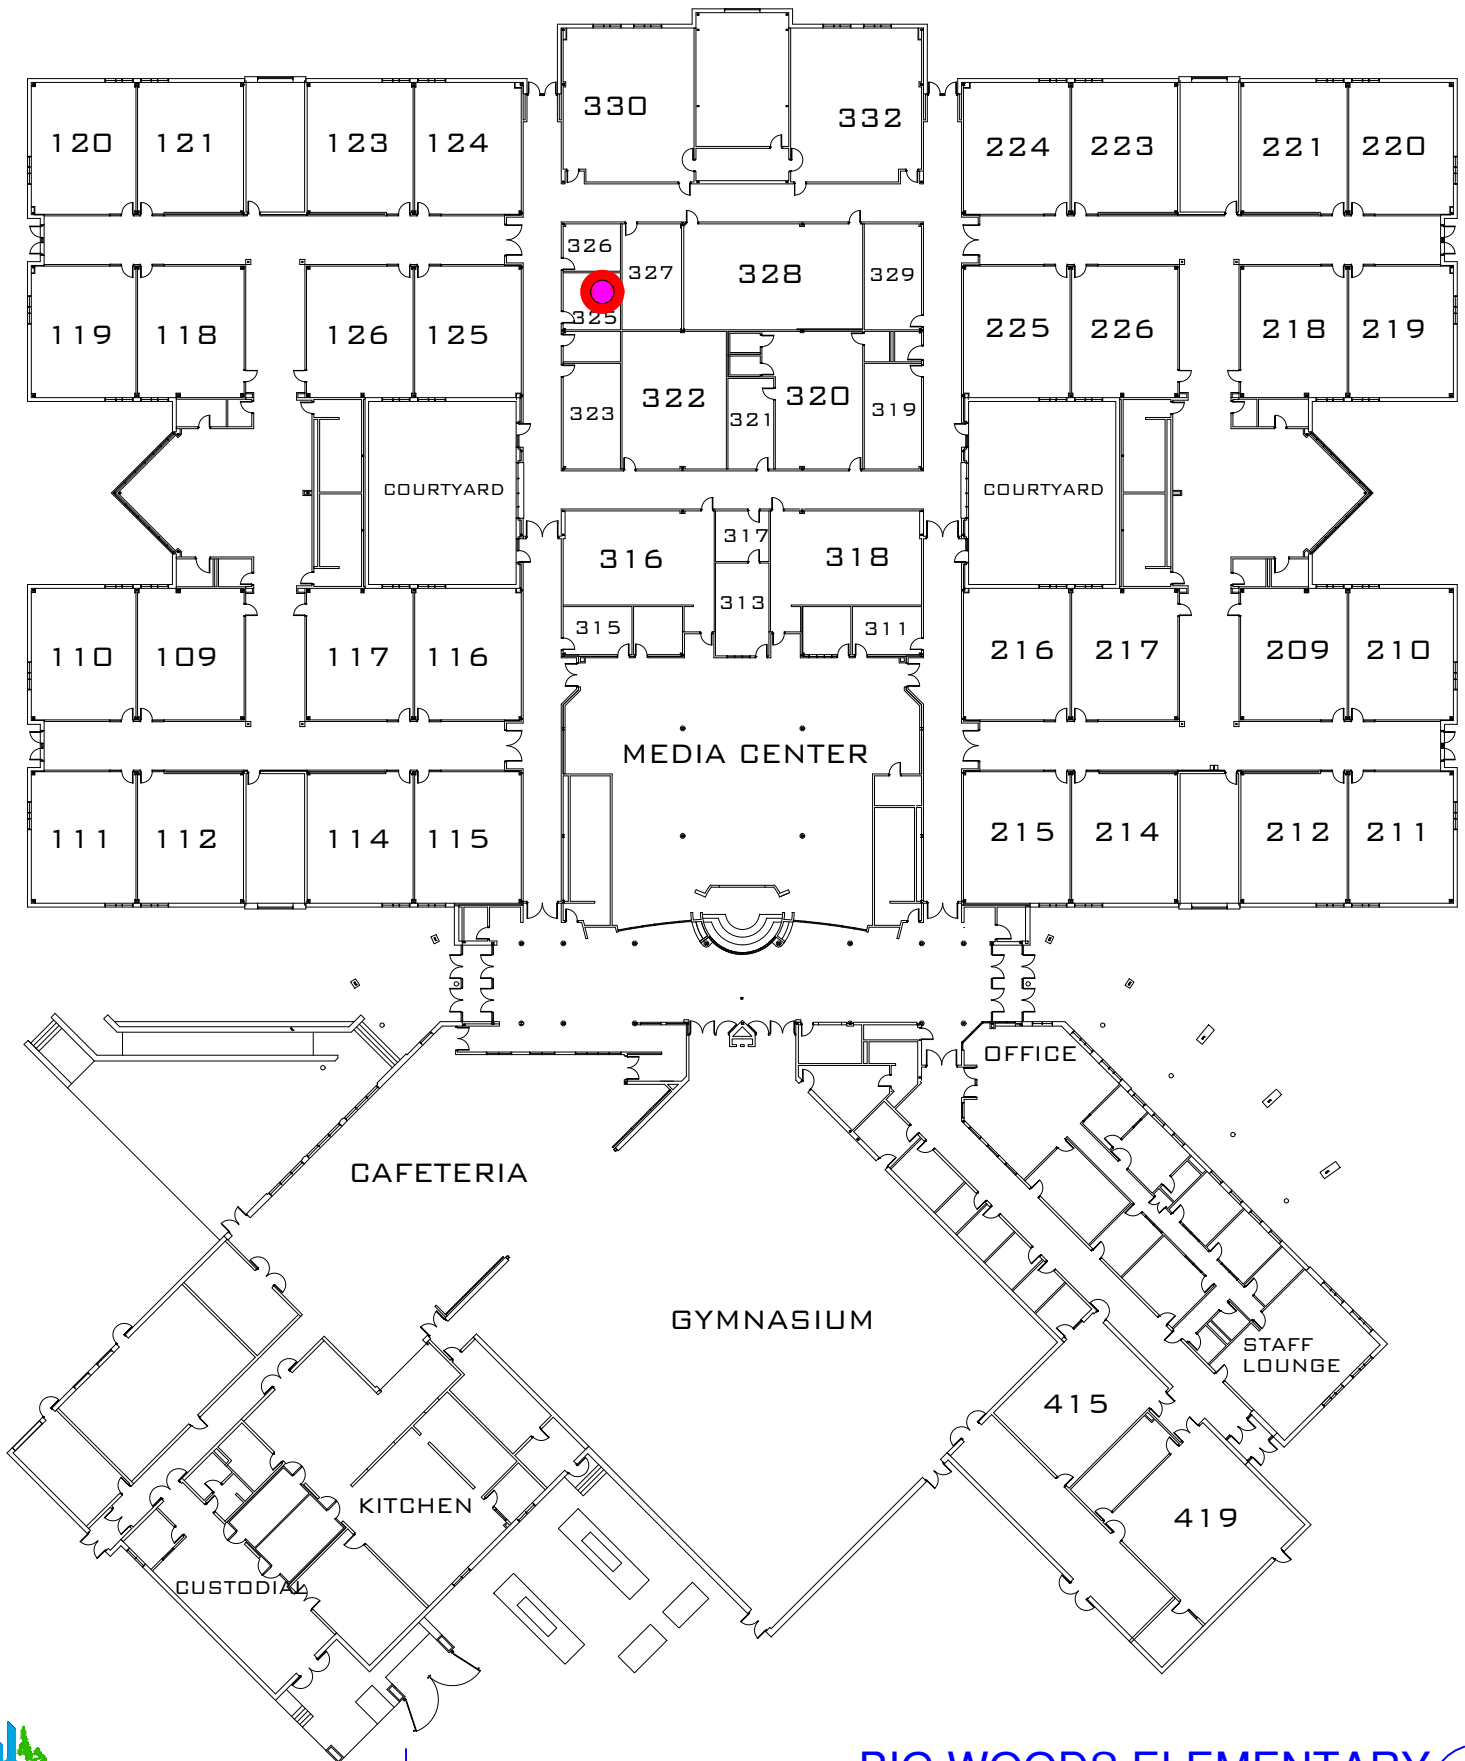 330
332
120 121 123 124
224 223 221 220
326
327 328 329
325
119 118 126 125
225 226 218 219
323 322 321 320 319
COURTYARD
COURTYARD
316 317 318
313
315 311
110 109 117 116
216 217 209 210
MEDIA CENTER
111 112 114 115
215 214 212 211
OFFICE
CAFETERIA
GYMNASIUM
STAFF
LOUNGE
415
KITCHEN
419
CUSTODIAL
BIG WOODS ELEMENTARY